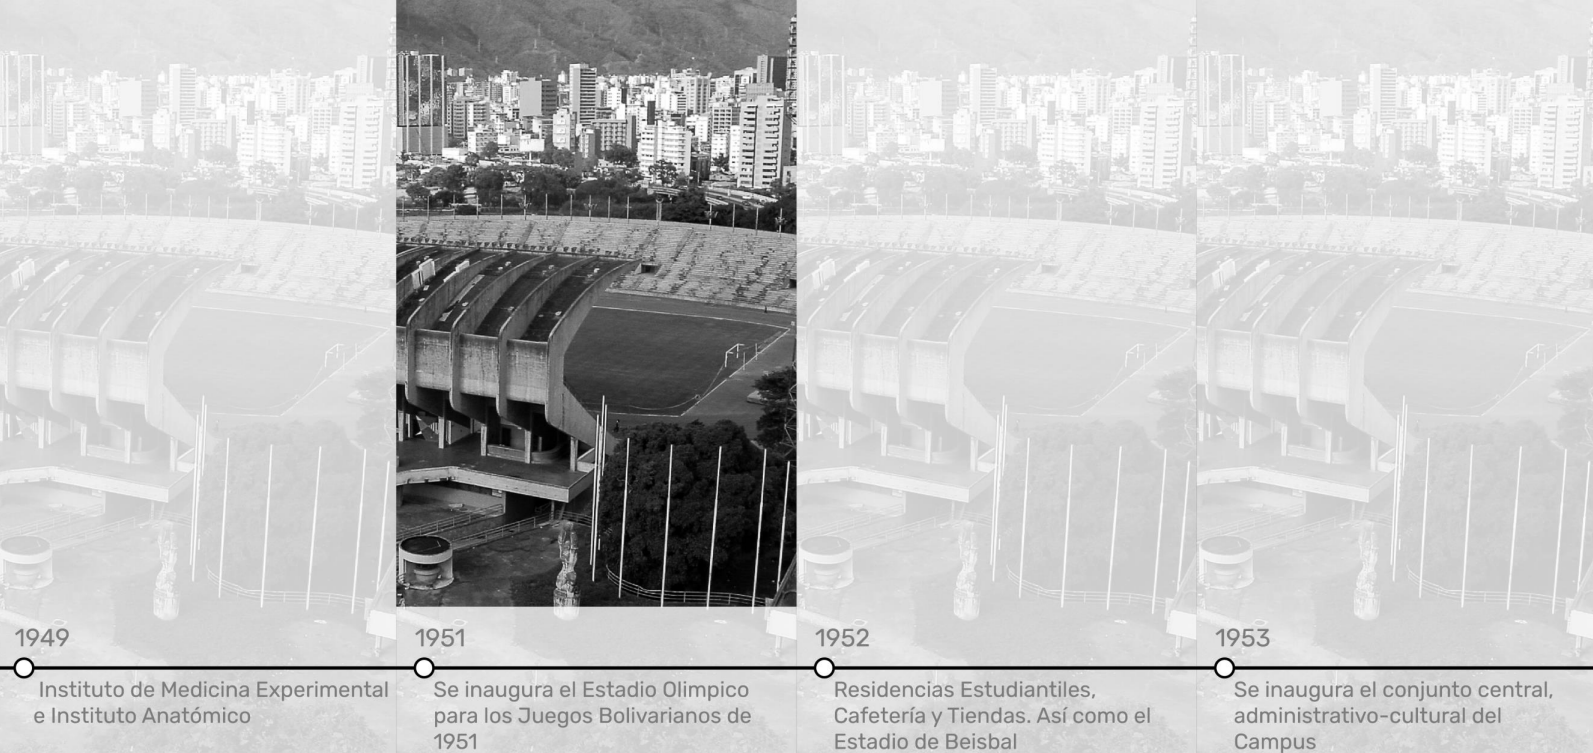 1949
Instituto de Medicina Experimental
e Instituto Anatómico
1951
Se inaugura el Estadio Olimpico
para los Juegos Bolivarianos de
1951
1952
Residencias Estudiantiles,
Cafetería y Tiendas. Así como el
Estadio de Beisbal
1953
Se inaugura el conjunto central,
administrativo-cultural del
Campus